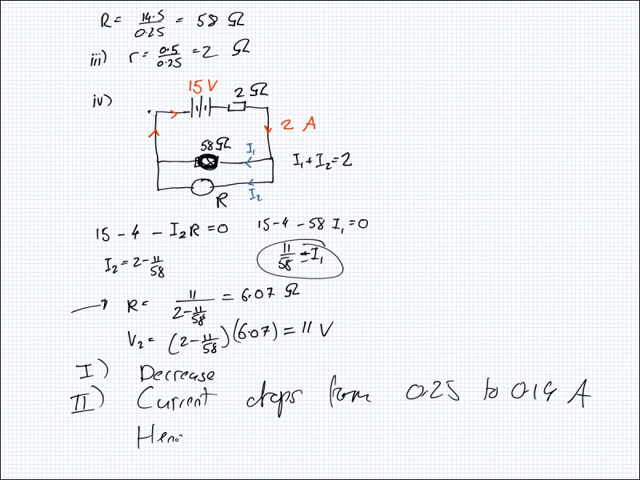 R = 14.5/0.25 = 58 Ω
iii) r = 0.5/0.25 = 2 Ω
iv)
15 V
2 Ω
2 A
58 Ω
I₁
I₁ + I₂ = 2
I₂
R
15 - 4 - I₂R = 0
15 - 4 - 58 I₁ = 0
I₂ = 2 - 11/58
11/58 = I₁
→ R = 11/(2 - 11/58) = 6.07 Ω
V₂ = (2 - 11/58)(6.07) = 11 V
I) Decrease
II) Current drops from 0.25 to 0.19 A